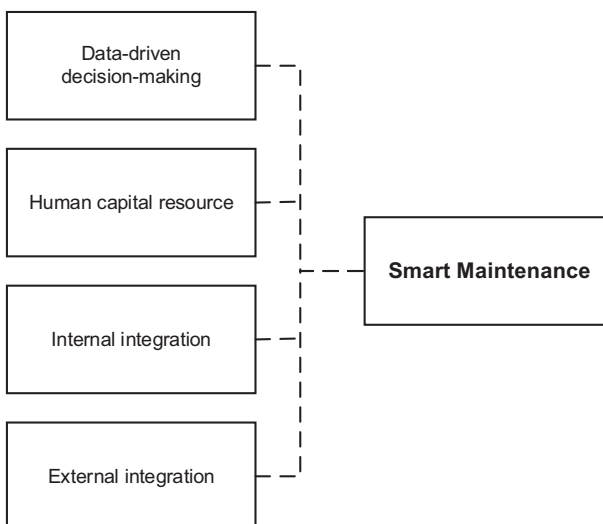 Data-driven
decision-making
Human capital resource
Smart Maintenance
Internal integration
External integration